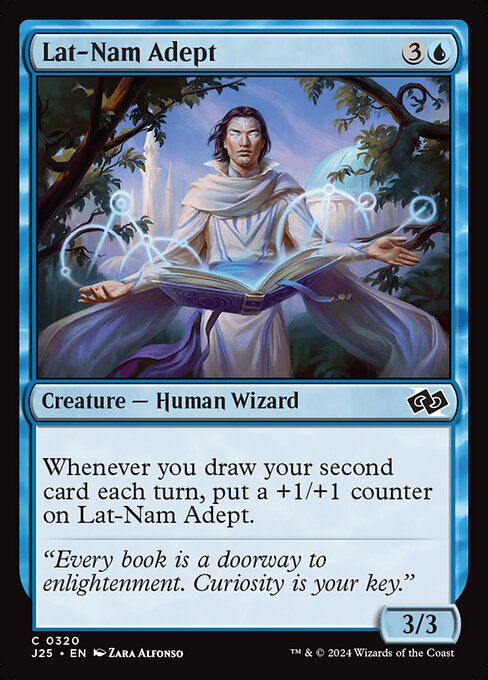 Lat-Nam Adept 3
Creature — Human Wizard
Whenever you draw your second
card each turn, put a +1/+1 counter
on Lat-Nam Adept.
“Every book is a doorway to
enlightenment. Curiosity is your key.”
3/3
C 0320
J25 • EN Zara Alfonso
™ & © 2024 Wizards of the Coast